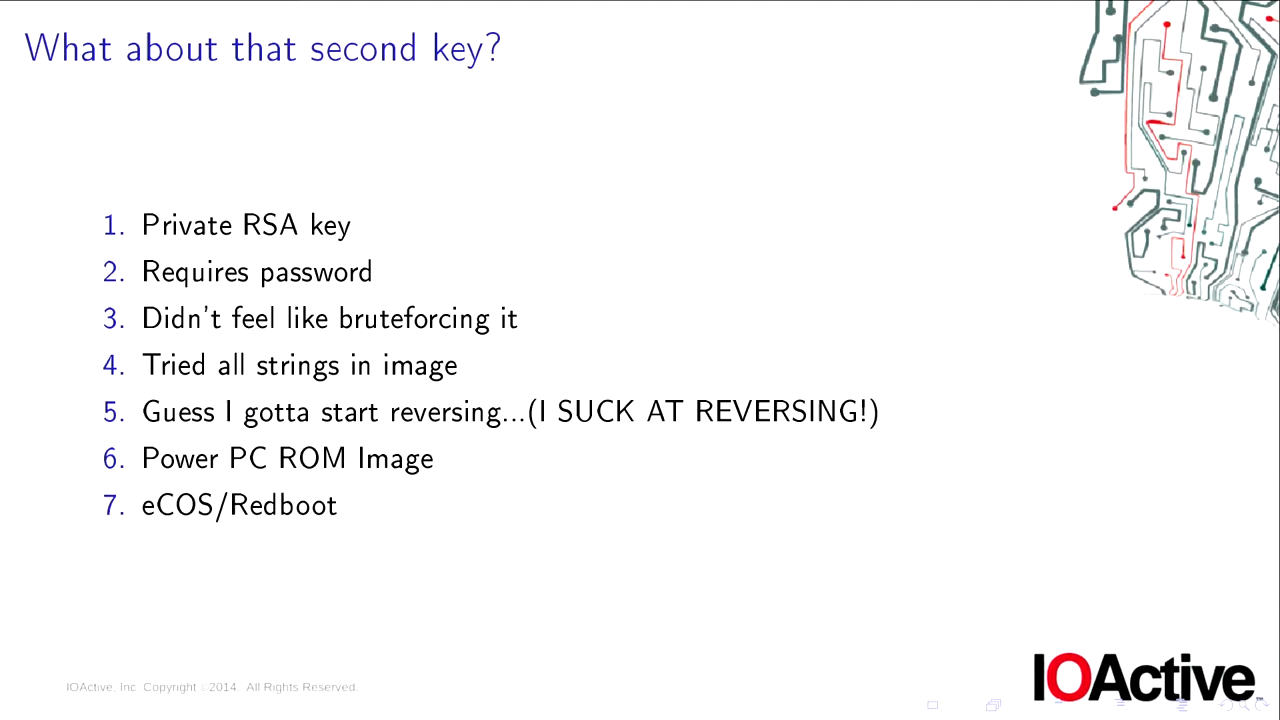 What about that second key?
1. Private RSA key
2. Requires password
3. Didn't feel like bruteforcing it
4. Tried all strings in image
5. Guess I gotta start reversing...(I SUCK AT REVERSING!)
6. Power PC ROM Image
7. eCOS/Redboot
IOActive, Inc. Copyright ©2014. All Rights Reserved.
IOActive™